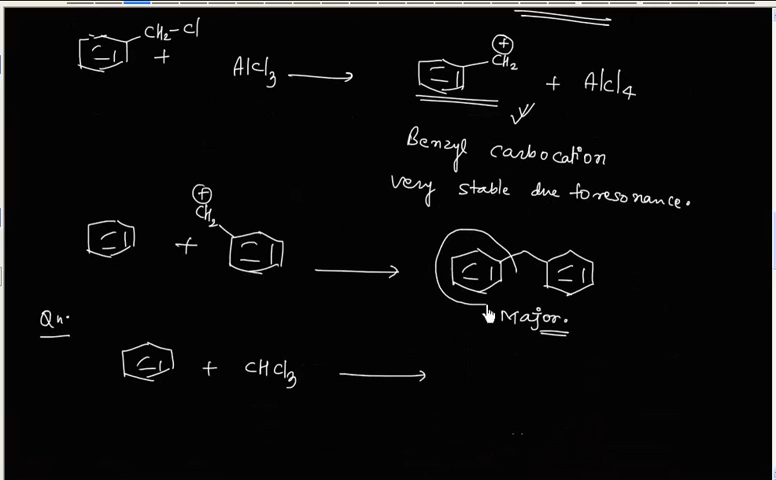 CH2-Cl
+ AlCl3 ⟶ ⊕ CH2 + AlCl4
Benzyl carbocation
very stable due to resonance.
+ ⊕ CH2 ⟶
Major.
Qn.
+ CHCl3 ⟶